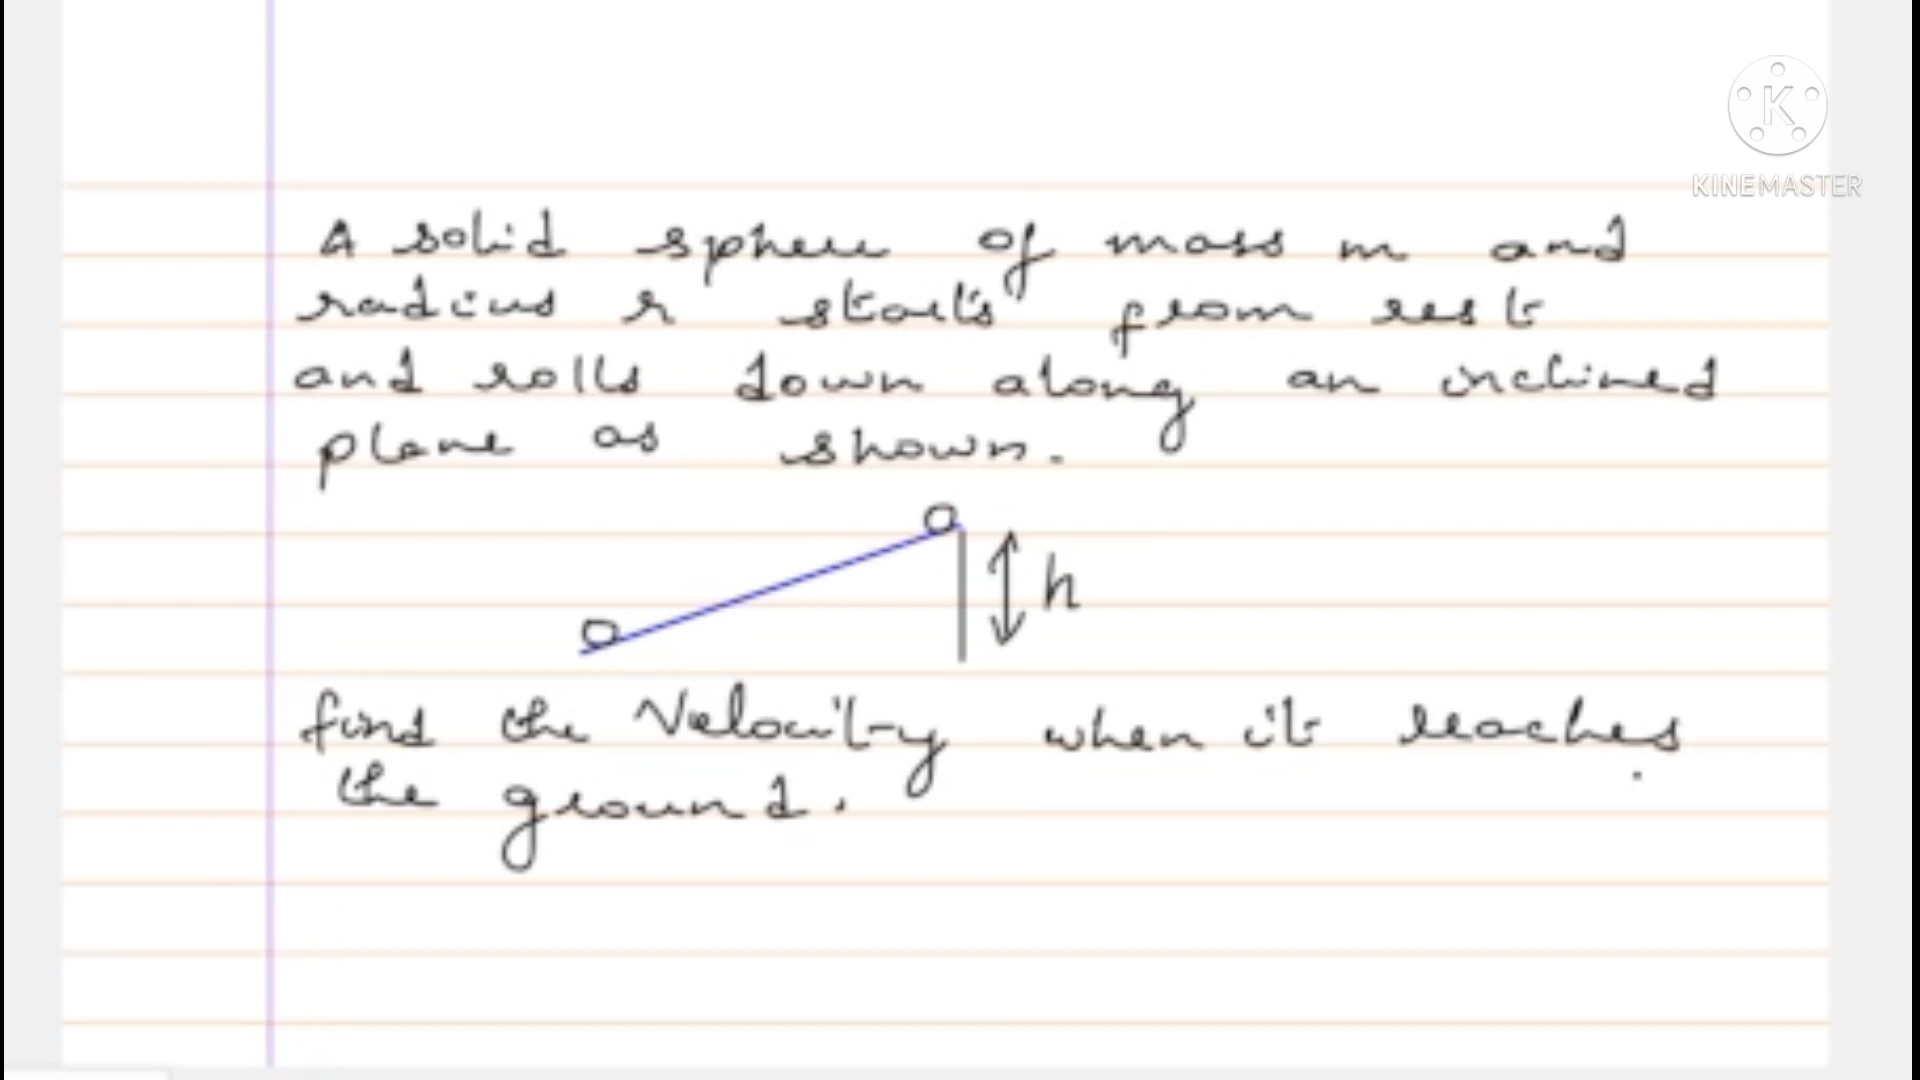 K
KINEMASTER
A solid sphere of mass m and
radius r starts from rest
and rolls down along an inclined
plane as shown.
h
find the Velocity when it reaches
the ground.